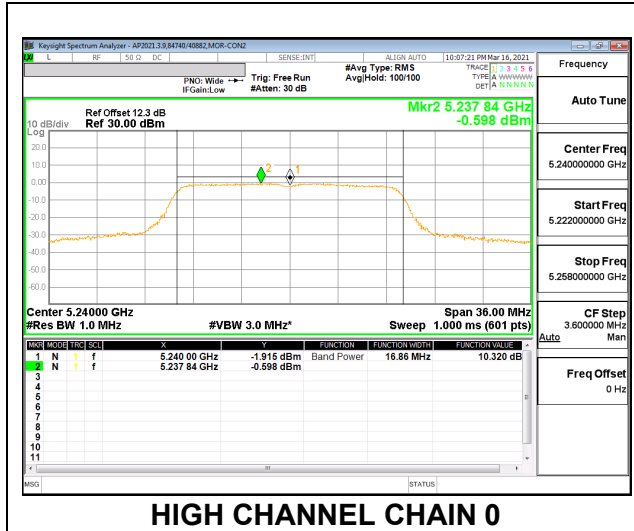 Keysight Spectrum Analyzer - AP2021.3.9,84740/40882,MOR-CON2
L RF 50 Ω DC SENSE:INT ALIGN AUTO 10:07:21 PM Mar 16, 2021
#Avg Type: RMS TRACE 1 2 3 4 5 6
PNO: Wide Trig: Free Run Avg|Hold: 100/100 TYPE A WWWWW
IFGain:Low #Atten: 30 dB DET A N N N N N
Mkr2 5.237 84 GHz
-0.598 dBm
Ref Offset 12.3 dB
10 dB/div Ref 30.00 dBm
Log
20.0
10.0
0.00
-10.0
-20.0
-30.0
-40.0
-50.0
-60.0
2 1
Center 5.24000 GHz Span 36.00 MHz
#Res BW 1.0 MHz #VBW 3.0 MHz* Sweep 1.000 ms (601 pts)
MKR MODE TRC SCL X Y FUNCTION FUNCTION WIDTH FUNCTION VALUE
1 N 1 f 5.240 00 GHz -1.915 dBm Band Power 16.86 MHz 10.320 dB
2 N 1 f 5.237 84 GHz -0.598 dBm
3
4
5
6
7
8
9
10
11
MSG STATUS
Frequency
Auto Tune
Center Freq
5.240000000 GHz
Start Freq
5.222000000 GHz
Stop Freq
5.258000000 GHz
CF Step
3.600000 MHz
Auto Man
Freq Offset
0 Hz
HIGH CHANNEL CHAIN 0